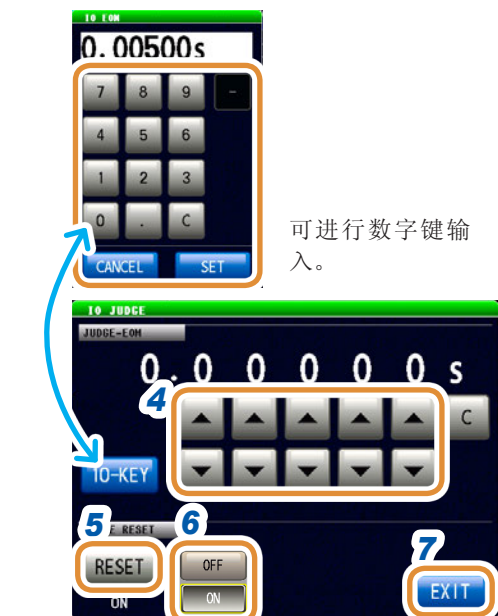 IO EOM
0.00500s
7 8 9 -
4 5 6
1 2 3
0 . C
CANCEL SET
可进行数字键输
入。
IO JUDGE
JUDGE-EOM
0.00000s
4
C
10-KEY
5 6
RESET
RESET OFF
7
ON ON EXIT